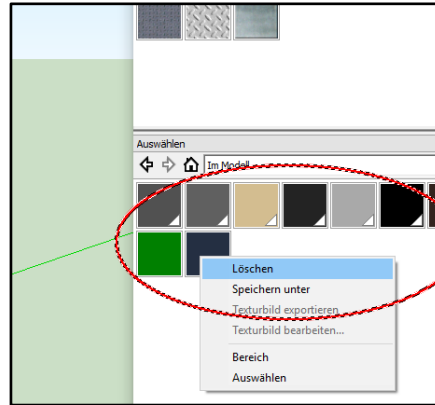 Auswählen
Im Modell
Löschen
Speichern unter
Texturbild exportieren
Texturbild bearbeiten...
Bereich
Auswählen